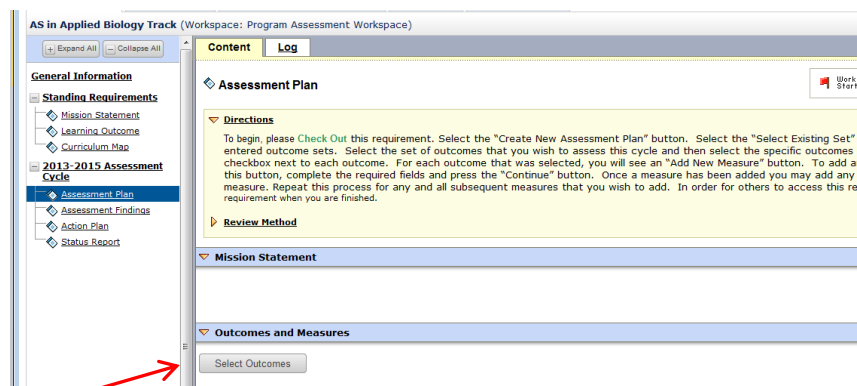 AS in Applied Biology Track (Workspace: Program Assessment Workspace)
Expand All Collapse All
General Information
Standing Requirements
Mission Statement
Learning Outcome
Curriculum Map
2013-2015 Assessment
Cycle
Assessment Plan
Assessment Findings
Action Plan
Status Report
Content Log
Assessment Plan
Work
Start
Directions
To begin, please Check Out this requirement. Select the "Create New Assessment Plan" button. Select the "Select Existing Set"
entered outcome sets. Select the set of outcomes that you wish to assess this cycle and then select the specific outcomes
checkbox next to each outcome. For each outcome that was selected, you will see an "Add New Measure" button. To add a
this button, complete the required fields and press the "Continue" button. Once a measure has been added you may add any
measure. Repeat this process for any and all subsequent measures that you wish to add. In order for others to access this re
requirement when you are finished.
Review Method
Mission Statement
Outcomes and Measures
Select Outcomes